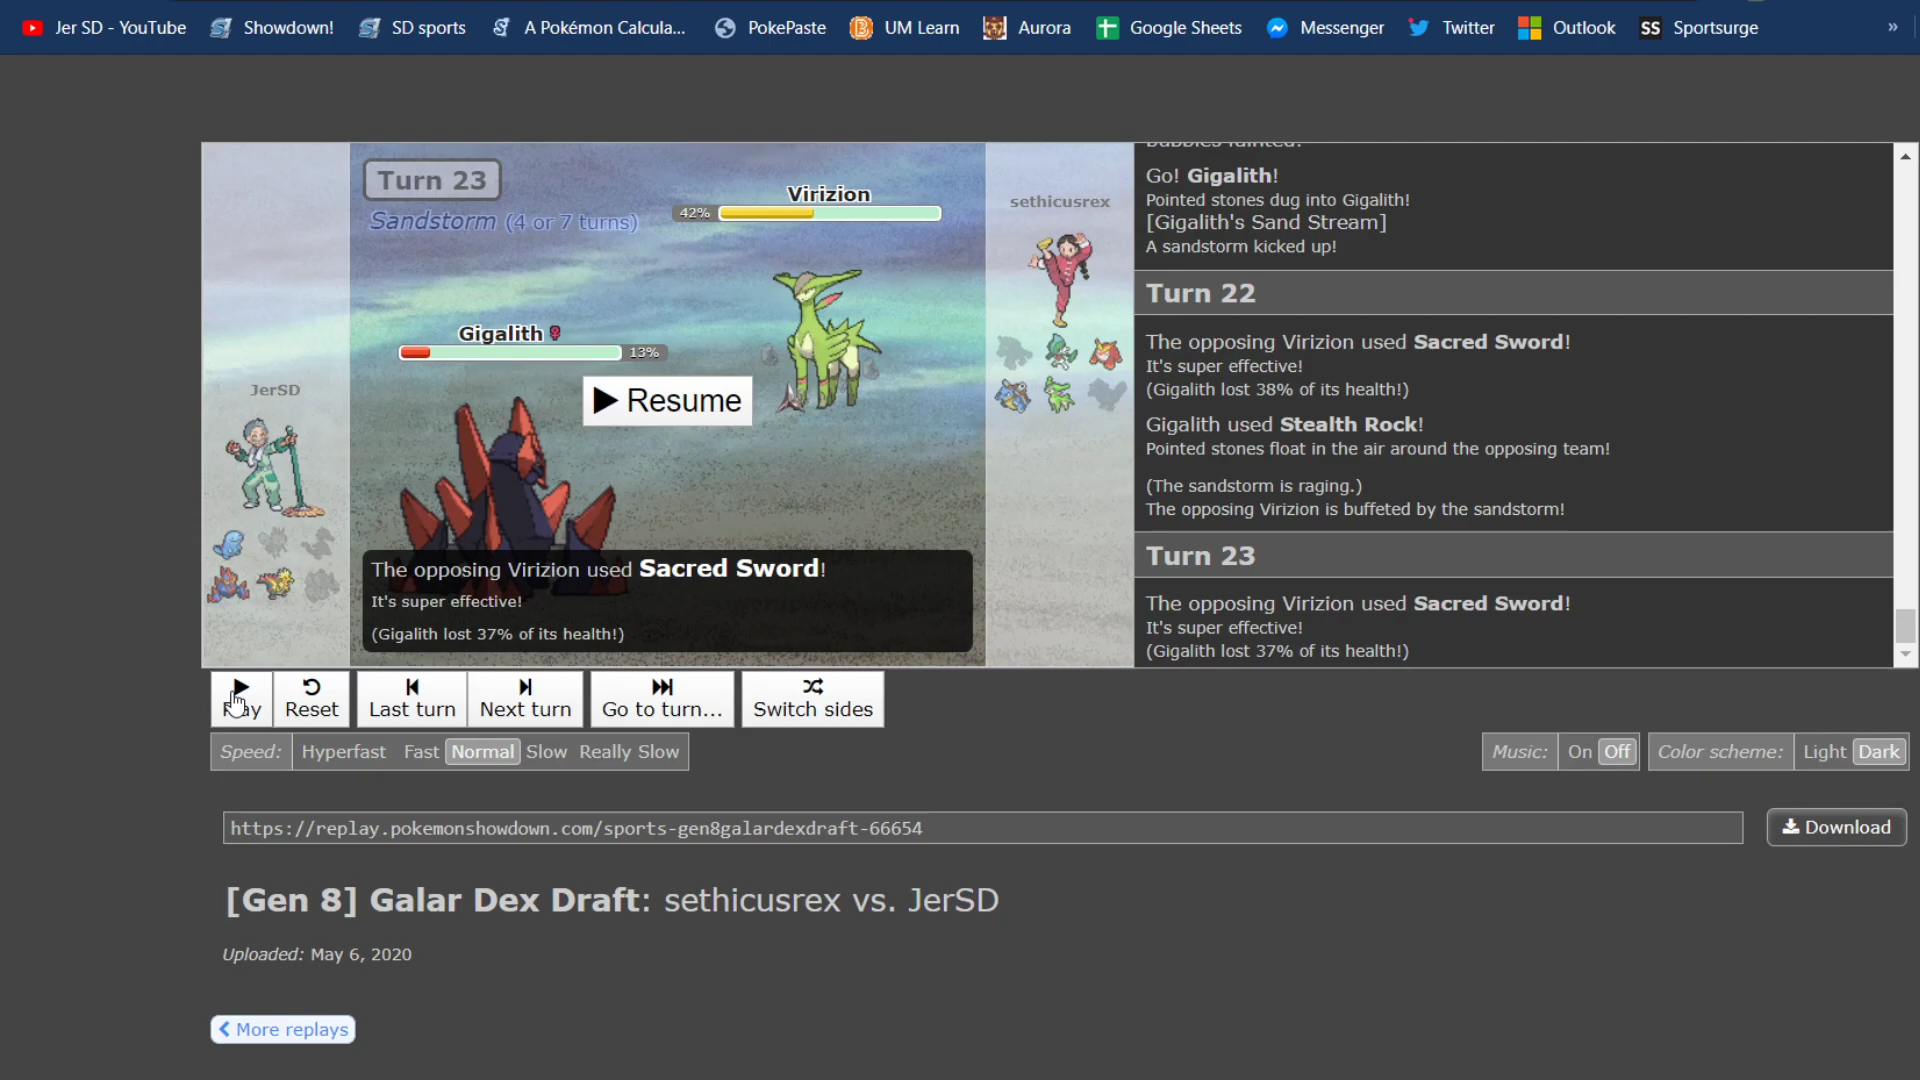 Jer SD - YouTube
Showdown!
SD sports
A Pokémon Calcula...
PokePaste
UM Learn
Aurora
Google Sheets
Messenger
Twitter
Outlook
SS Sportsurge
»
Turn 23
Sandstorm (4 or 7 turns)
Virizion
42%
Gigalith
13%
Resume
JerSD
sethicusrex
The opposing Virizion used Sacred Sword!
It's super effective!
(Gigalith lost 37% of its health!)
Go! Gigalith!
Pointed stones dug into Gigalith!
[Gigalith's Sand Stream]
A sandstorm kicked up!
Turn 22
The opposing Virizion used Sacred Sword!
It's super effective!
(Gigalith lost 38% of its health!)
Gigalith used Stealth Rock!
Pointed stones float in the air around the opposing team!
(The sandstorm is raging.)
The opposing Virizion is buffeted by the sandstorm!
Turn 23
The opposing Virizion used Sacred Sword!
It's super effective!
(Gigalith lost 37% of its health!)
Play
Reset
Last turn
Next turn
Go to turn...
Switch sides
Speed: Hyperfast Fast Normal Slow Really Slow
Music: On Off
Color scheme: Light Dark
https://replay.pokemonshowdown.com/sports-gen8galardexdraft-66654
Download
[Gen 8] Galar Dex Draft: sethicusrex vs. JerSD
Uploaded: May 6, 2020
More replays